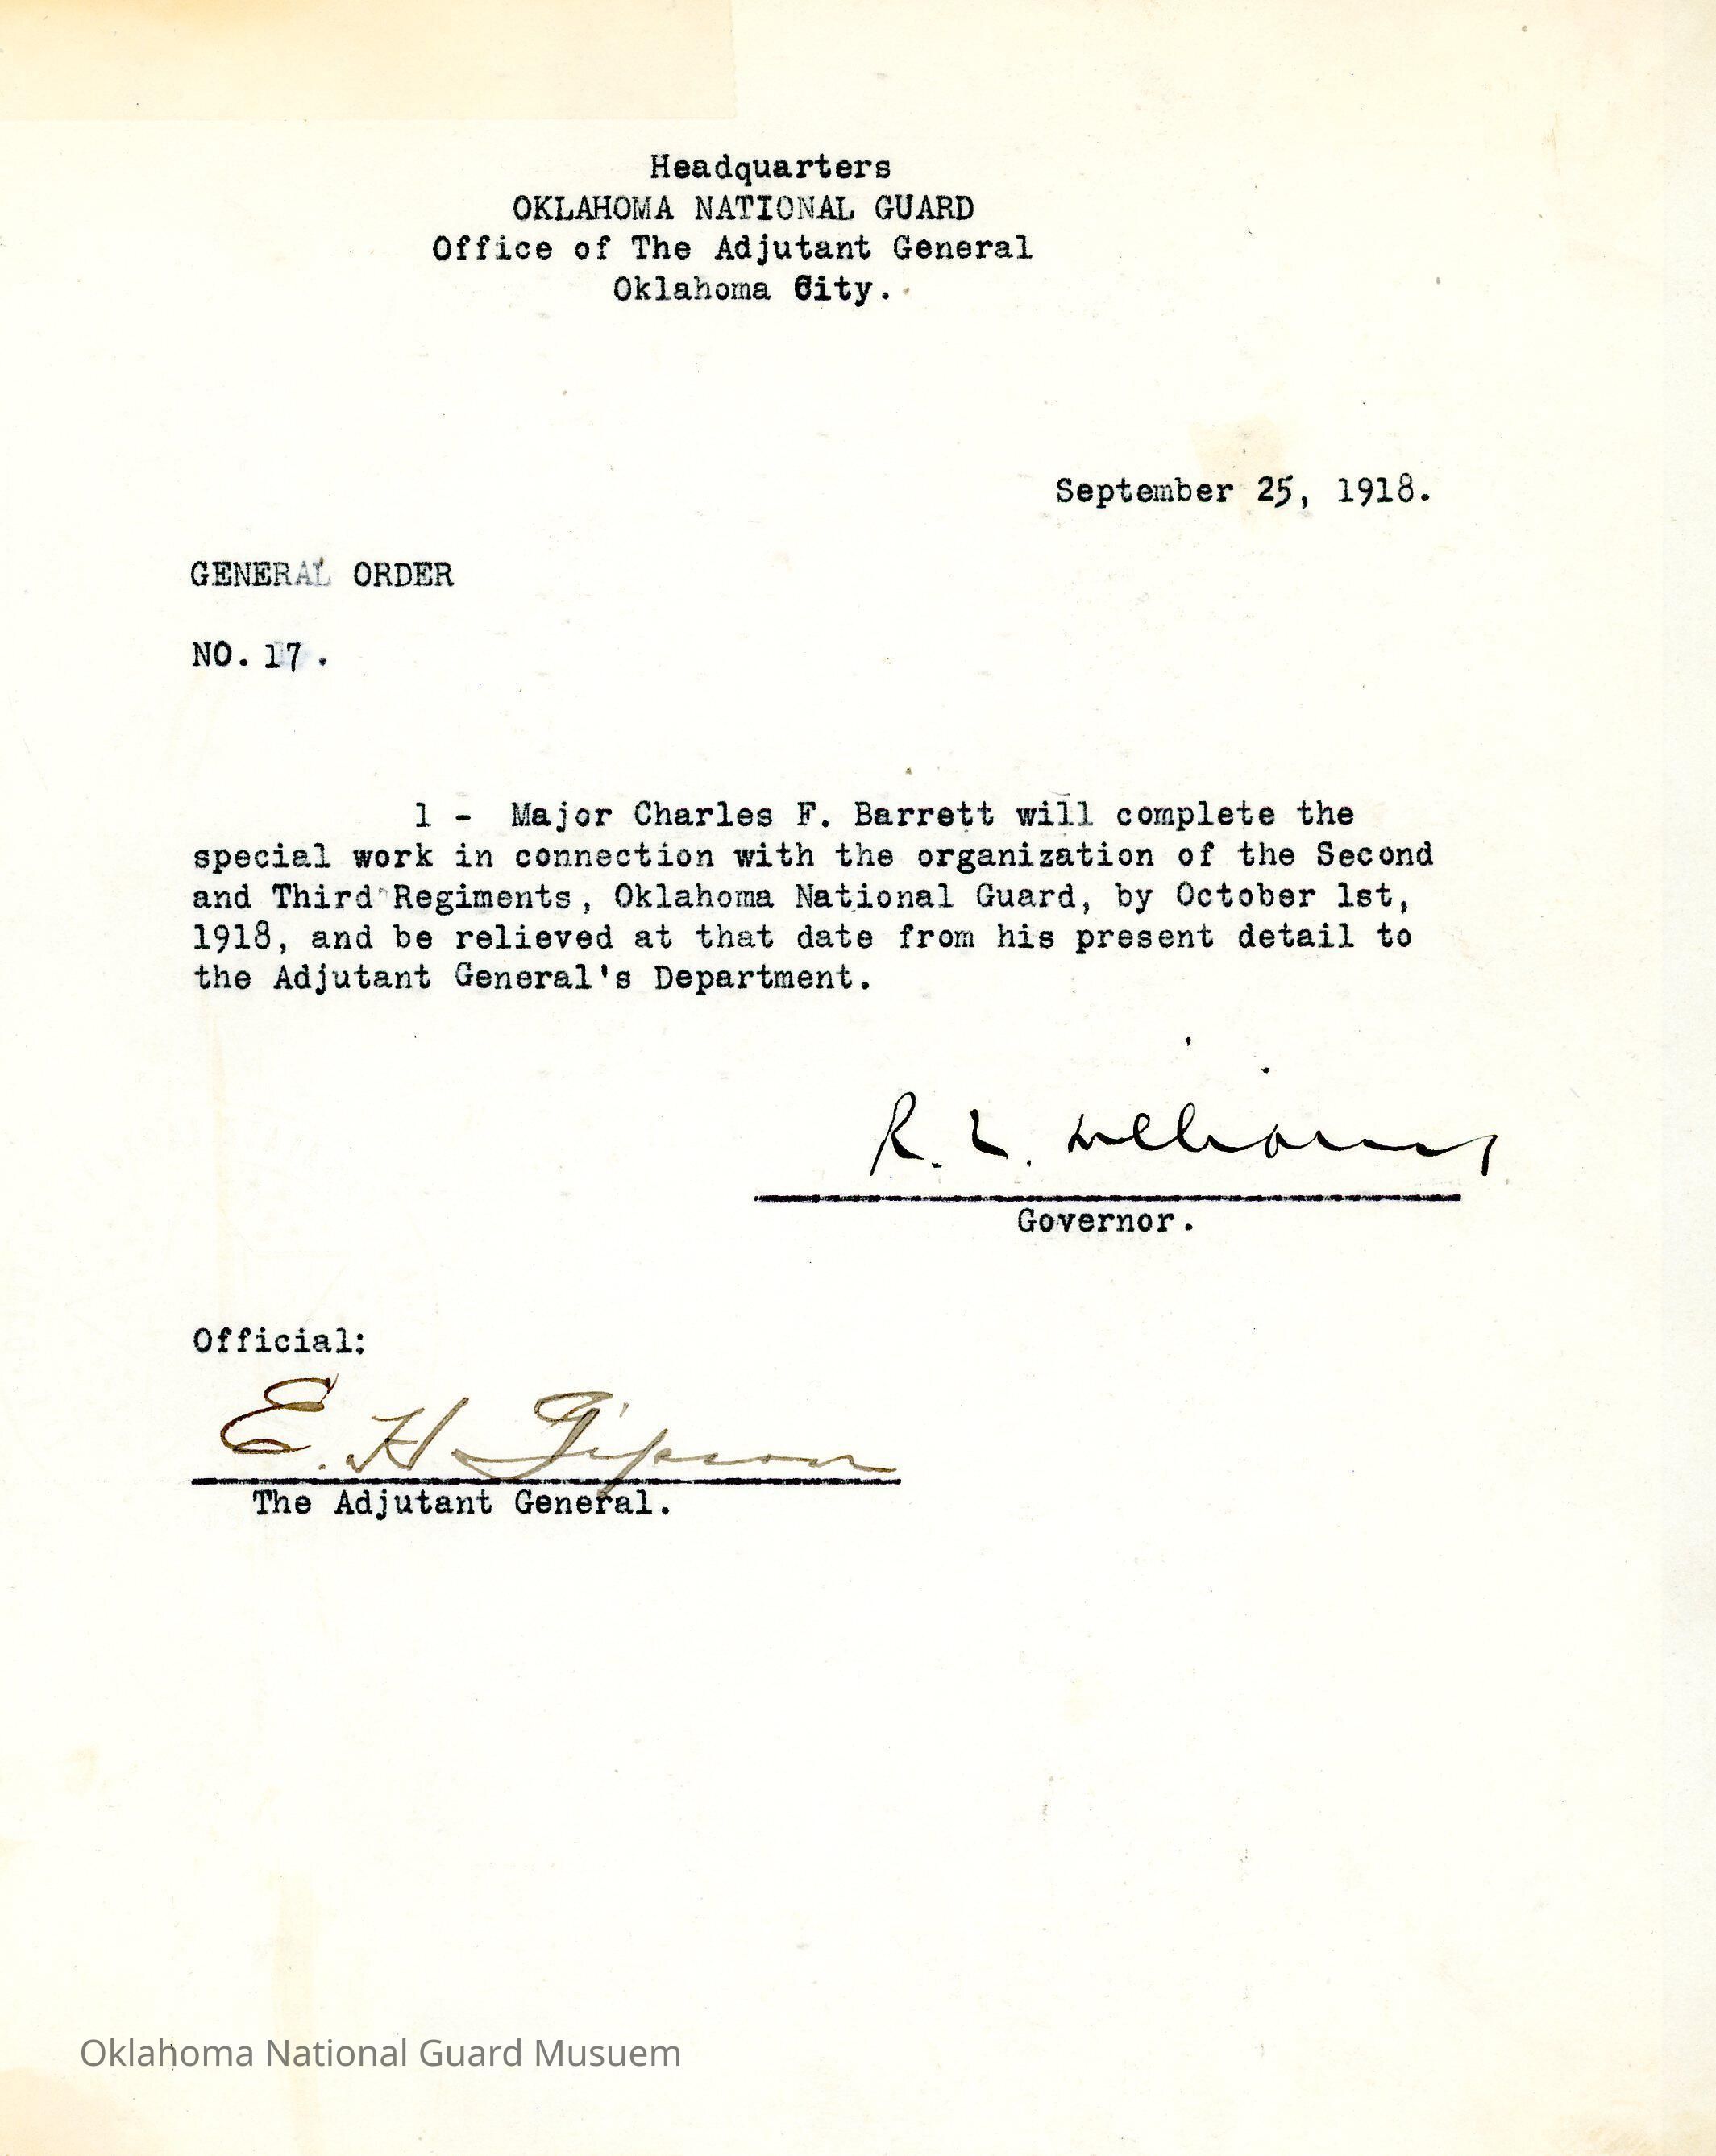 Headquarters
OKLAHOMA NATIONAL GUARD
Office of The Adjutant General
Oklahoma City.
September 25, 1918.
GENERAL ORDER
NO. 17.
1 - Major Charles F. Barrett will complete the
special work in connection with the organization of the Second
and Third Regiments, Oklahoma National Guard, by October 1st,
1918, and be relieved at that date from his present detail to
the Adjutant General's Department.
R. L. Williams
Governor.
Official:
E. H. Gipson
The Adjutant General.
Oklahoma National Guard Musuem